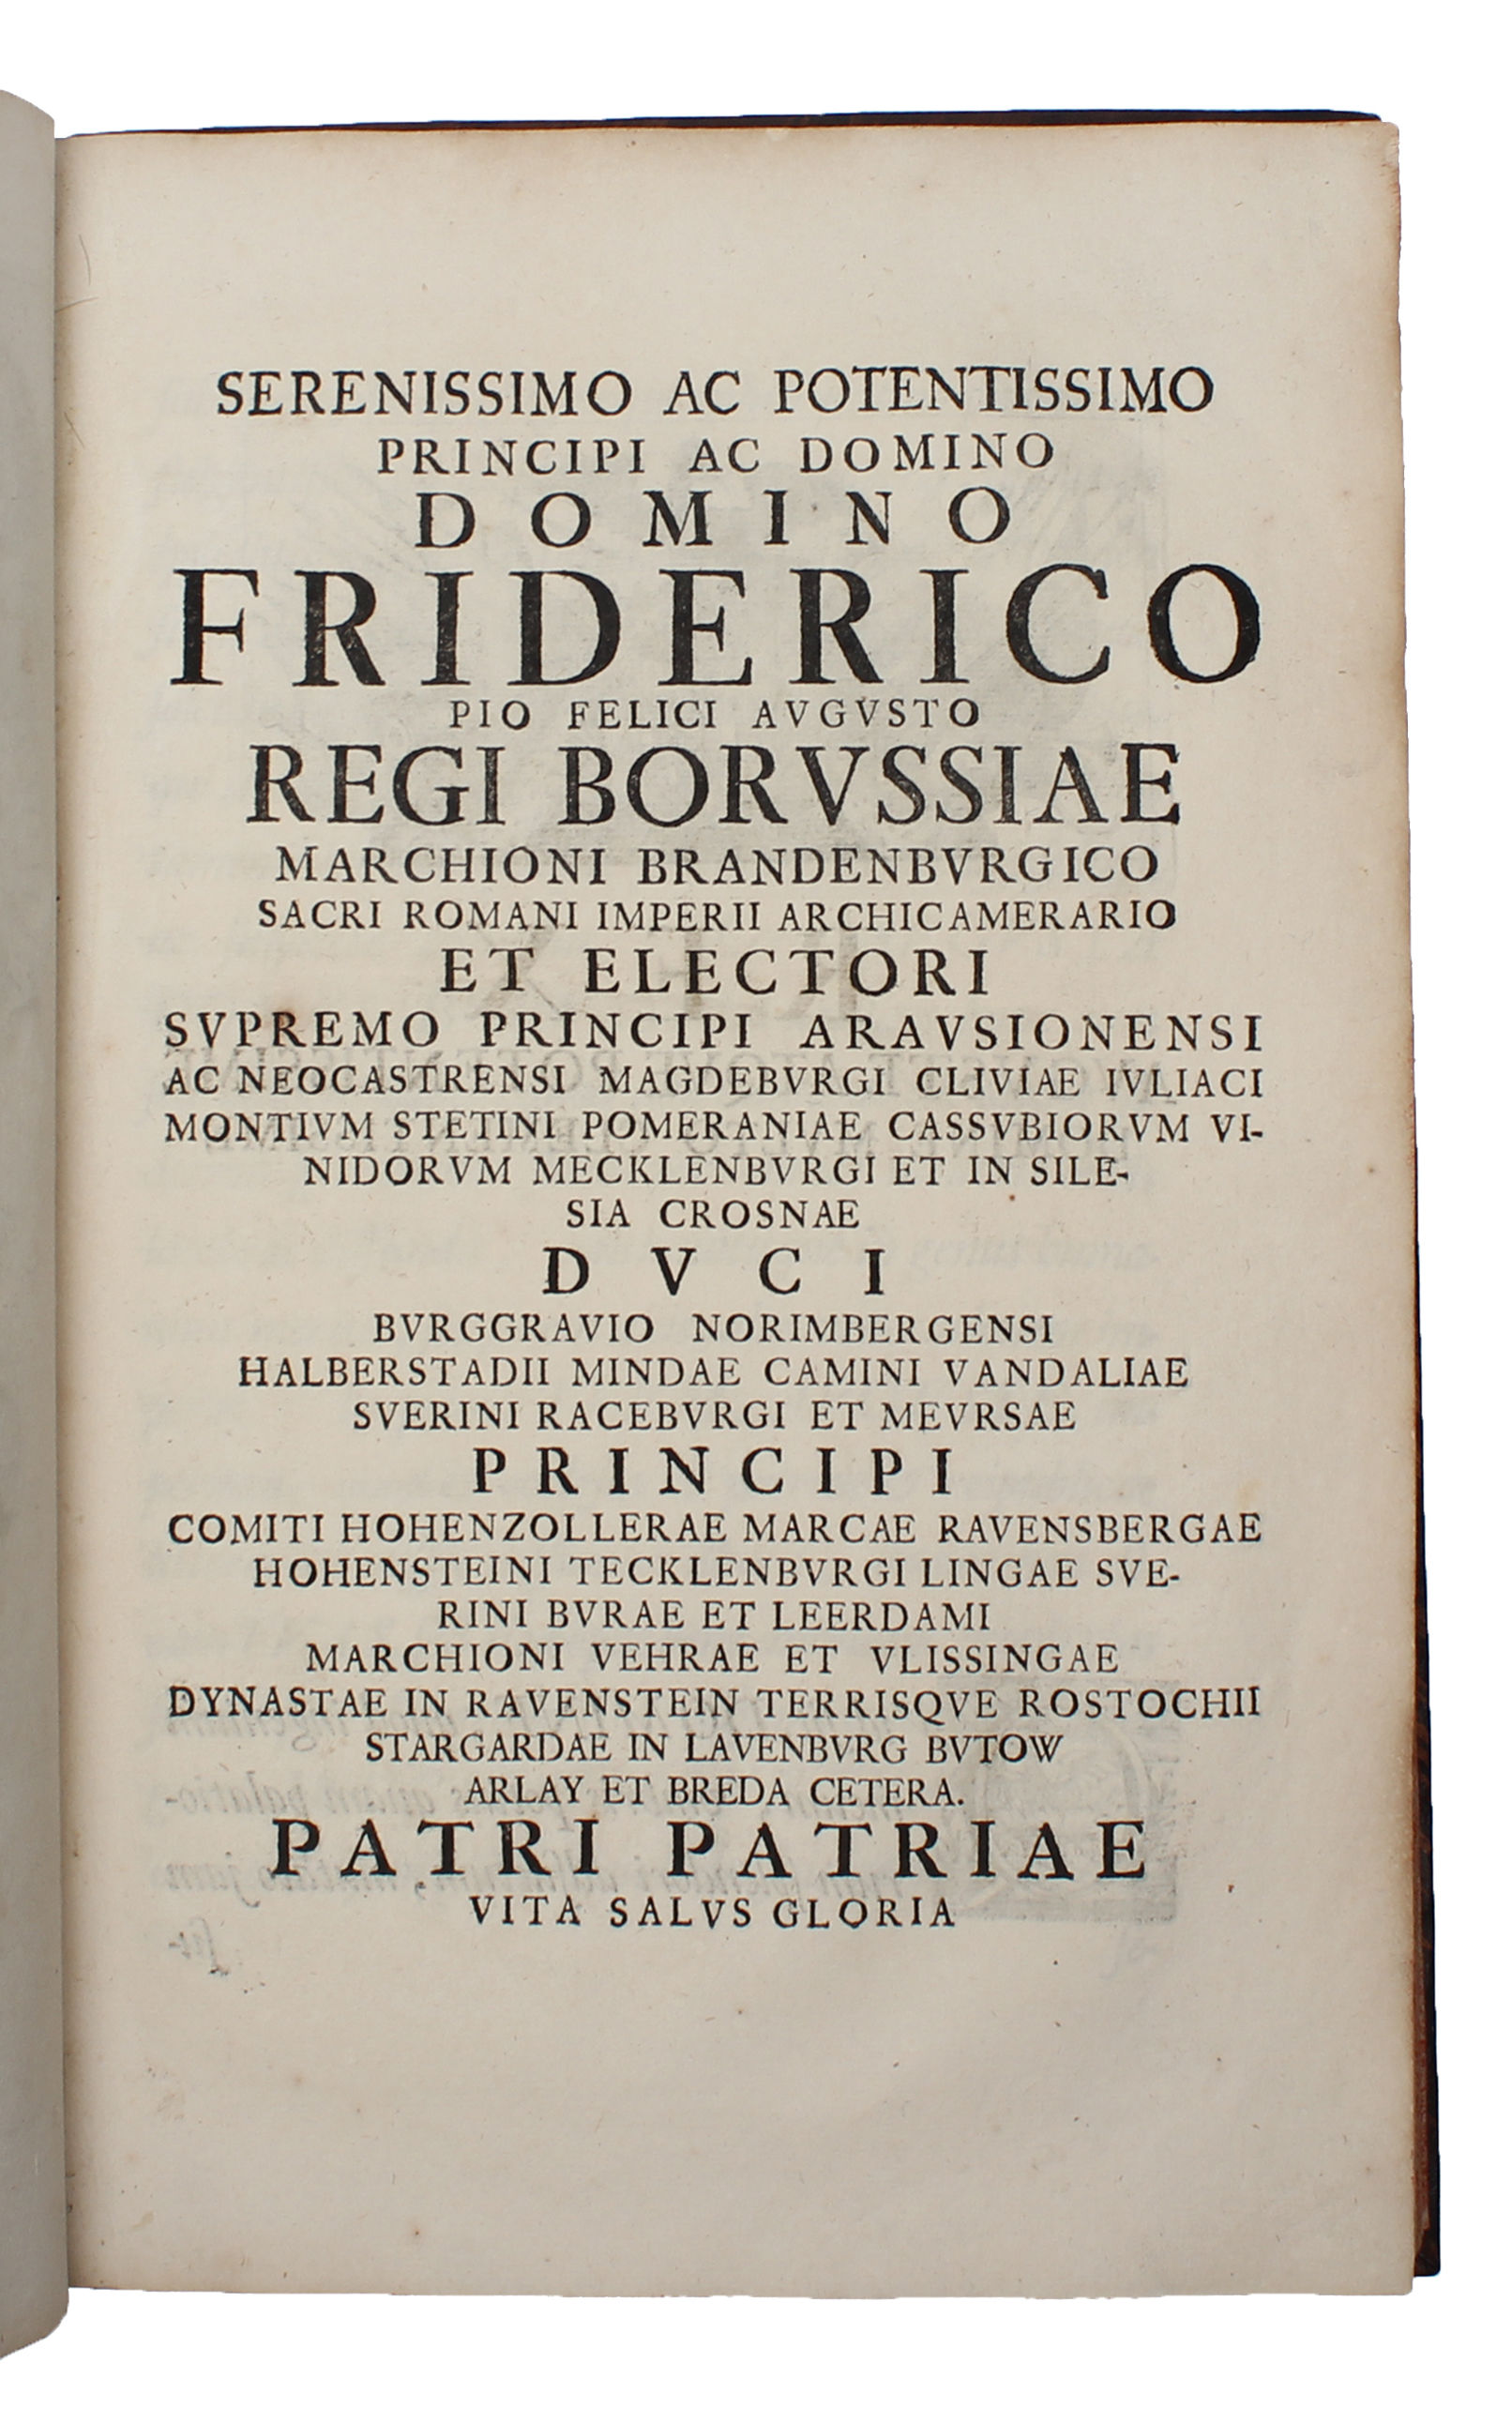 SERENISSIMO AC POTENTISSIMO
PRINCIPI AC DOMINO
DOMINO
FRIDERICO
PIO FELICI AVGVSTO
REGI BORVSSIAE
MARCHIONI BRANDENBVRGICO
SACRI ROMANI IMPERII ARCHICAMERARIO
ET ELECTORI
SVPREMO PRINCIPI ARAVSIONENSI
AC NEOCASTRENSI MAGDEBVRGI CLIVIAE IVLIACI
MONTIVM STETINI POMERANIAE CASSVBIORVM VI-
NIDORVM MECKLENBVRGI ET IN SILE-
SIA CROSNAE
DVCI
BVRGGRAVIO NORIMBERGENSI
HALBERSTADII MINDAE CAMINI VANDALIAE
SVERINI RACEBVRGI ET MEVRSAE
PRINCIPI
COMITI HOHENZOLLERAE MARCAE RAVENSBERGAE
HOHENSTEINI TECKLENBVRGI LINGAE SVE-
RINI BVRAE ET LEERDAMI
MARCHIONI VEHRAE ET VLISSINGAE
DYNASTAE IN RAVENSTEIN TERRISQVE ROSTOCHII
STARGARDAE IN LAVENBVRG BVTOW
ARLAY ET BREDA CETERA.
PATRI PATRIAE
VITA SALVS GLORIA